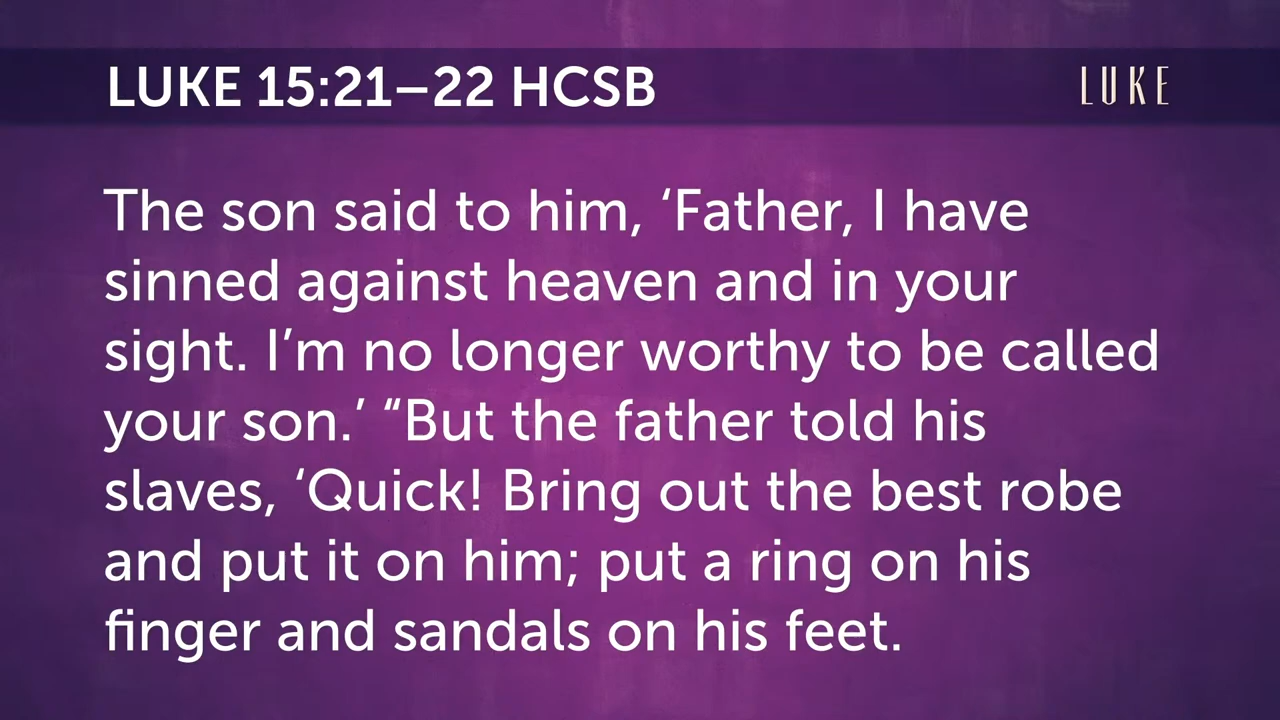 LUKE 15:21–22 HCSB
LUKE
The son said to him, ‘Father, I have
sinned against heaven and in your
sight. I’m no longer worthy to be called
your son.’ “But the father told his
slaves, ‘Quick! Bring out the best robe
and put it on him; put a ring on his
finger and sandals on his feet.